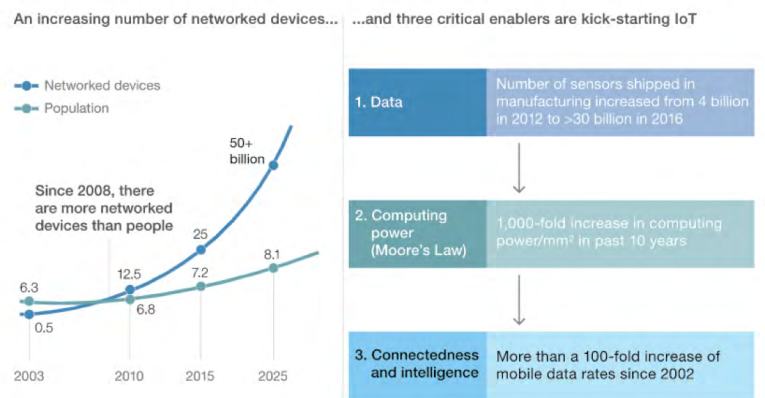 An increasing number of networked devices...
...and three critical enablers are kick-starting IoT
Networked devices
Population
50+
billion
Since 2008, there
are more networked
devices than people
25
12.5
7.2
8.1
6.3
6.8
0.5
2003
2010
2015
2025
1. Data
Number of sensors shipped in
manufacturing increased from 4 billion
in 2012 to >30 billion in 2016
2. Computing
power
(Moore's Law)
1,000-fold increase in computing
power/mm² in past 10 years
3. Connectedness
and intelligence
More than a 100-fold increase of
mobile data rates since 2002